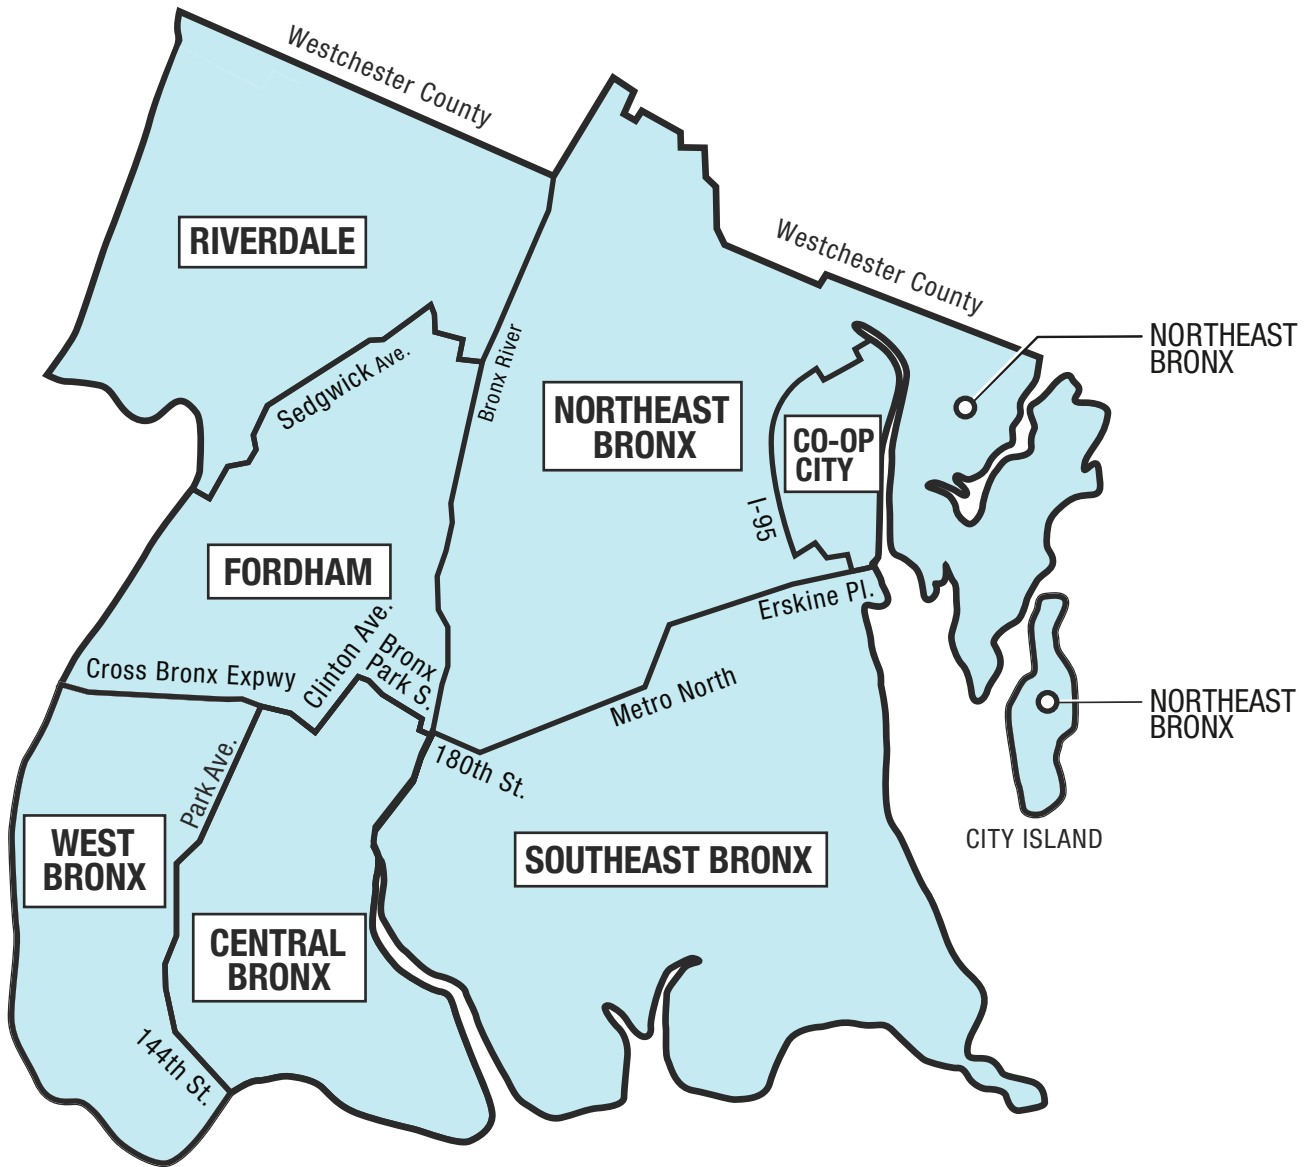 Westchester County
RIVERDALE
Westchester County
NORTHEAST
BRONX
Sedgwick Ave.
Bronx River
NORTHEAST
BRONX
CO-OP
CITY
I-95
FORDHAM
Erskine Pl.
Clinton Ave.
Bronx
Park S.
Cross Bronx Expwy
Metro North
NORTHEAST
BRONX
180th St.
Park Ave.
CITY ISLAND
WEST
BRONX
SOUTHEAST BRONX
CENTRAL
BRONX
144th St.